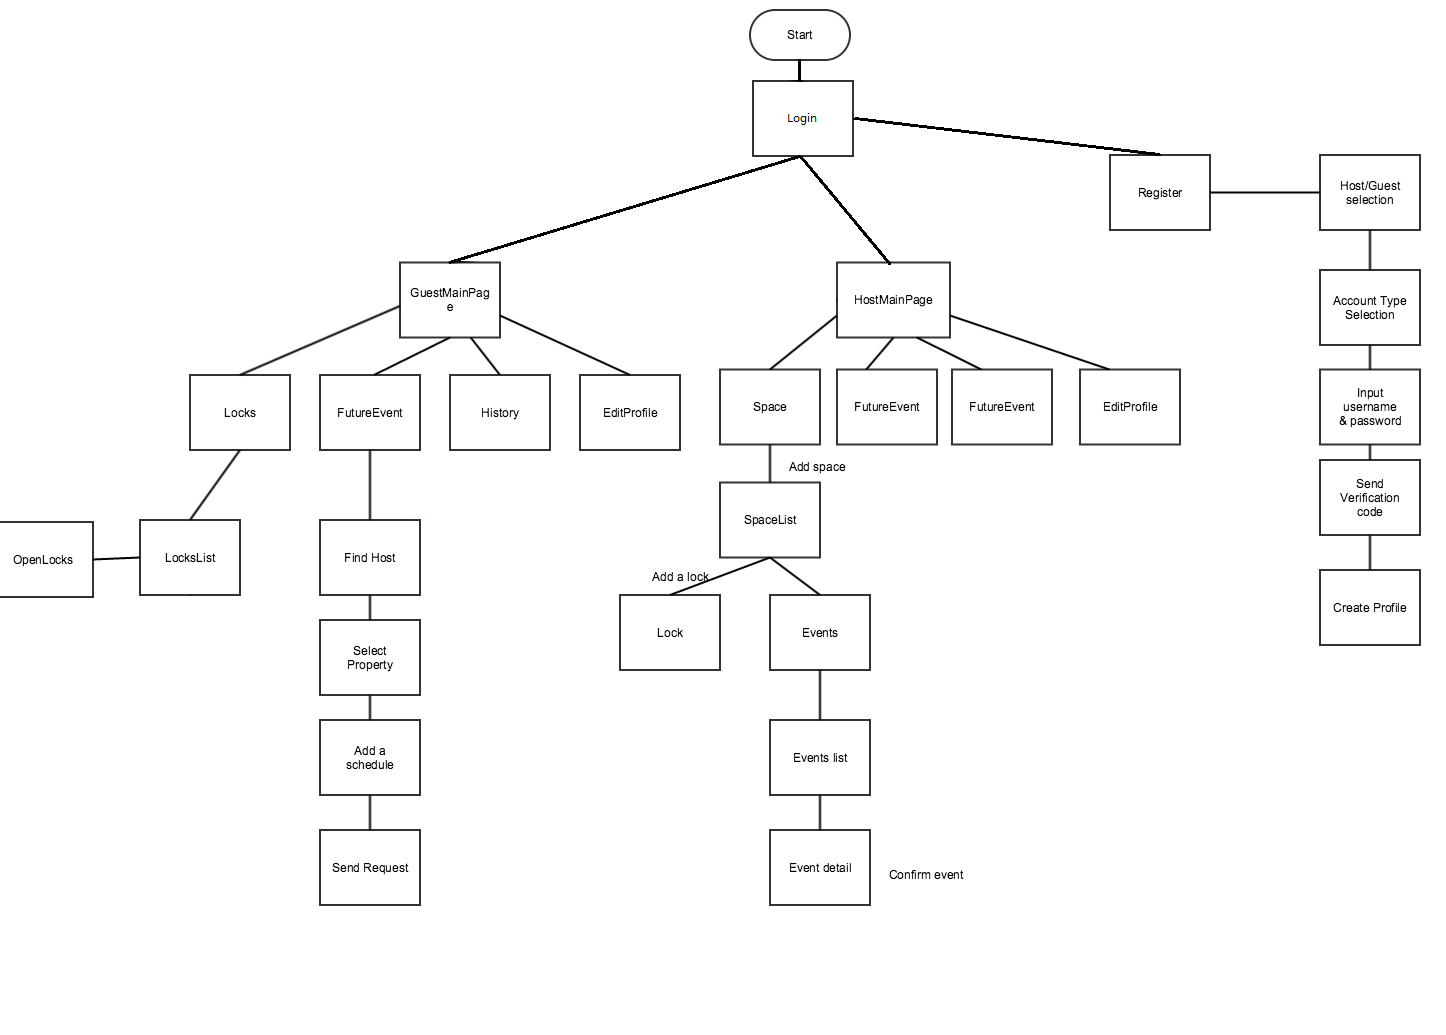 Start
Login
Register
Host/Guest
selection
GuestMainPag
e
HostMainPage
Account Type
Selection
Locks
FutureEvent
History
EditProfile
Space
FutureEvent
FutureEvent
EditProfile
Input
username
& password
Add space
Send
Verification
code
OpenLocks
LocksList
Find Host
SpaceList
Add a lock
Lock
Events
Create Profile
Select
Property
Add a
schedule
Events list
Send Request
Event detail
Confirm event